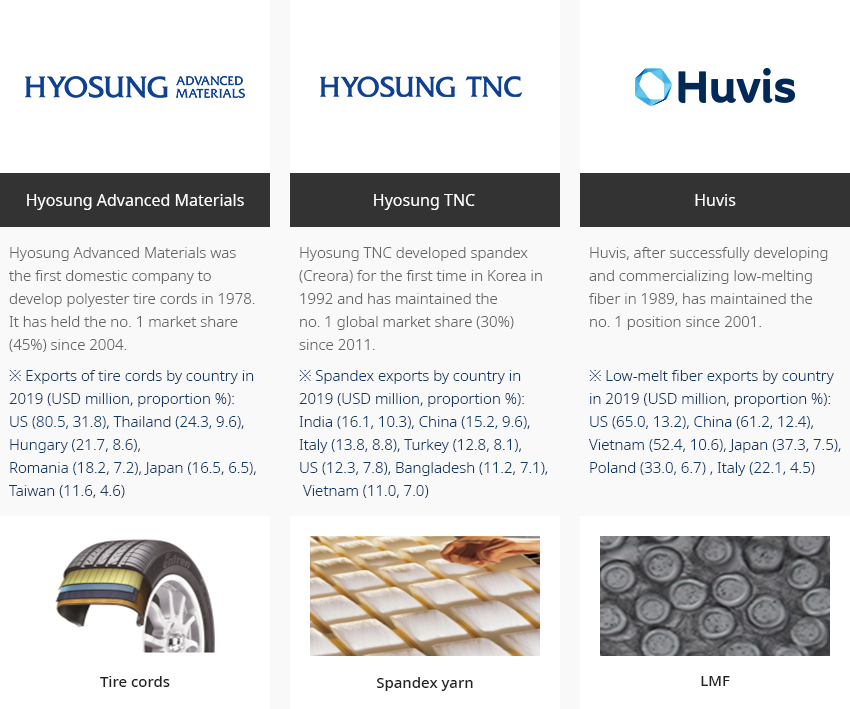 HYOSUNG ADVANCED MATERIALS
HYOSUNG TNC
Huvis
Hyosung Advanced Materials
Hyosung TNC
Huvis
Hyosung Advanced Materials was
the first domestic company to
develop polyester tire cords in 1978.
It has held the no. 1 market share
(45%) since 2004.
※ Exports of tire cords by country in
2019 (USD million, proportion %):
US (80.5, 31.8), Thailand (24.3, 9.6),
Hungary (21.7, 8.6),
Romania (18.2, 7.2), Japan (16.5, 6.5),
Taiwan (11.6, 4.6)
Hyosung TNC developed spandex
(Creora) for the first time in Korea in
1992 and has maintained the
no. 1 global market share (30%)
since 2011.
※ Spandex exports by country in
2019 (USD million, proportion %):
India (16.1, 10.3), China (15.2, 9.6),
Italy (13.8, 8.8), Turkey (12.8, 8.1),
US (12.3, 7.8), Bangladesh (11.2, 7.1),
Vietnam (11.0, 7.0)
Huvis, after successfully developing
and commercializing low-melting
fiber in 1989, has maintained the
no. 1 position since 2001.
※ Low-melt fiber exports by country
in 2019 (USD million, proportion %):
US (65.0, 13.2), China (61.2, 12.4),
Vietnam (52.4, 10.6), Japan (37.3, 7.5),
Poland (33.0, 6.7) , Italy (22.1, 4.5)
Tire cords
Spandex yarn
LMF